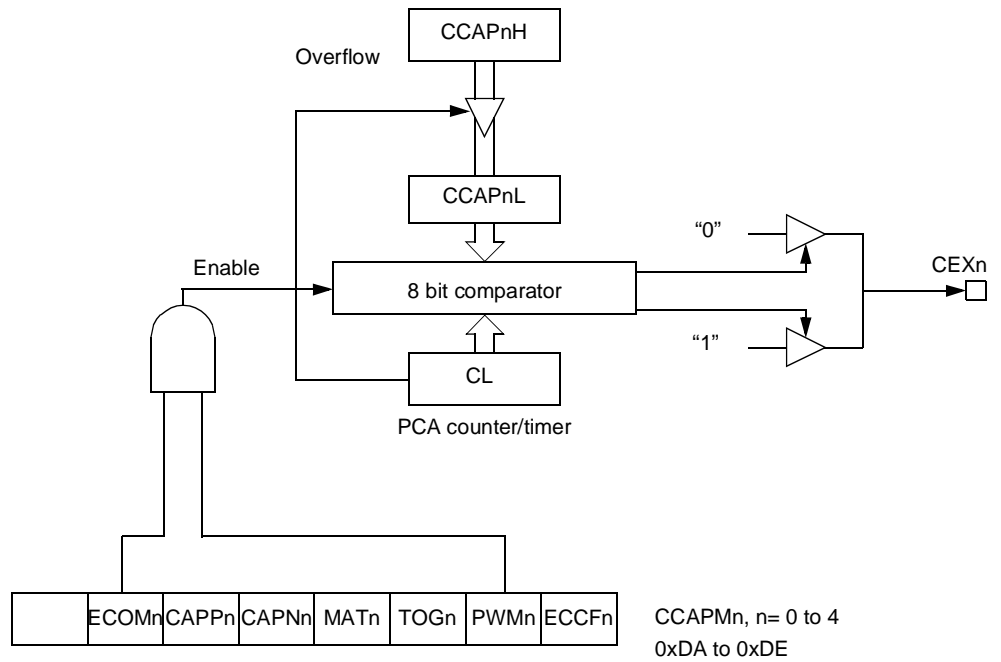 CCAPnH
Overflow
CCAPnL
“0”
Enable
CEXn
8 bit comparator
“1”
CL
PCA counter/timer
ECOMn CAPPn CAPNn MATn TOGn PWMn ECCFn
CCAPMn, n= 0 to 4
0xDA to 0xDE